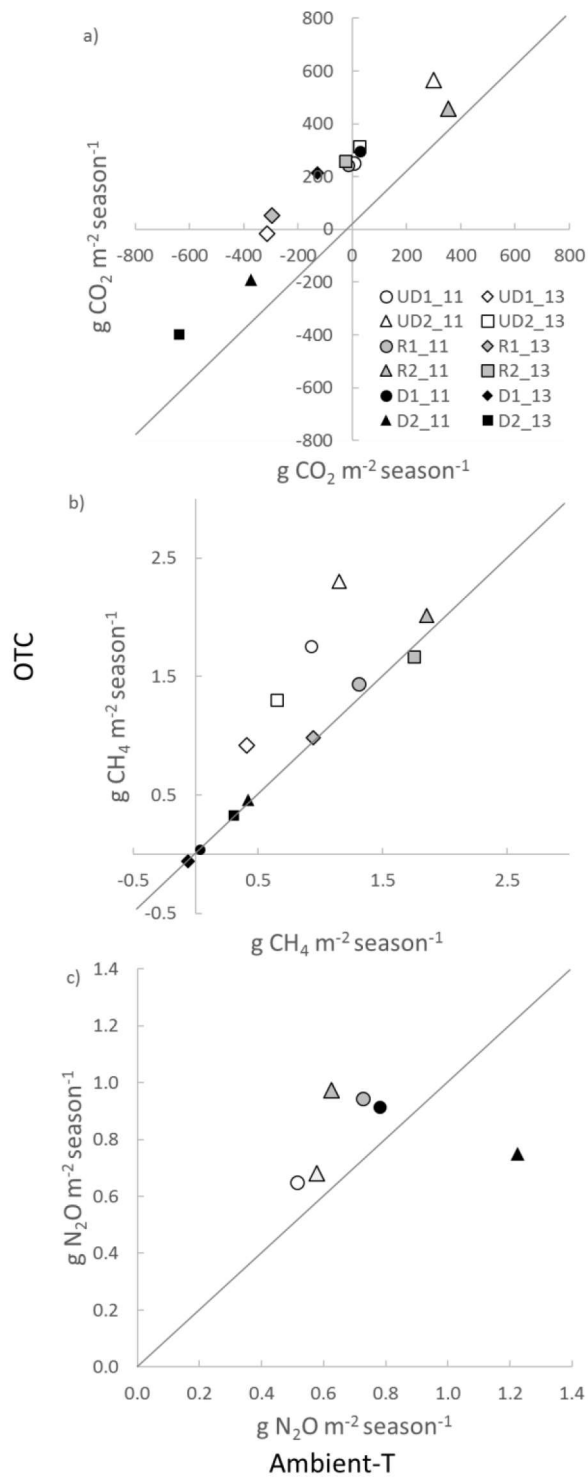 a)
800
600
400
200
0
-800 -600 -400 -200 0 200 400 600 800
-200
-400
-600
-800
g CO₂ m⁻² season⁻¹
UD1_11 UD1_13
UD2_11 UD2_13
R1_11 R1_13
R2_11 R2_13
D1_11 D1_13
D2_11 D2_13
g CO₂ m⁻² season⁻¹
b)
2.5
1.5
0.5
-0.5
-0.5 0.5 1.5 2.5
g CH₄ m⁻² season⁻¹
g CH₄ m⁻² season⁻¹
OTC
c)
1.4
1.2
1.0
0.8
0.6
0.4
0.2
0.0
0.0 0.2 0.4 0.6 0.8 1.0 1.2 1.4
g N₂O m⁻² season⁻¹
g N₂O m⁻² season⁻¹
Ambient-T